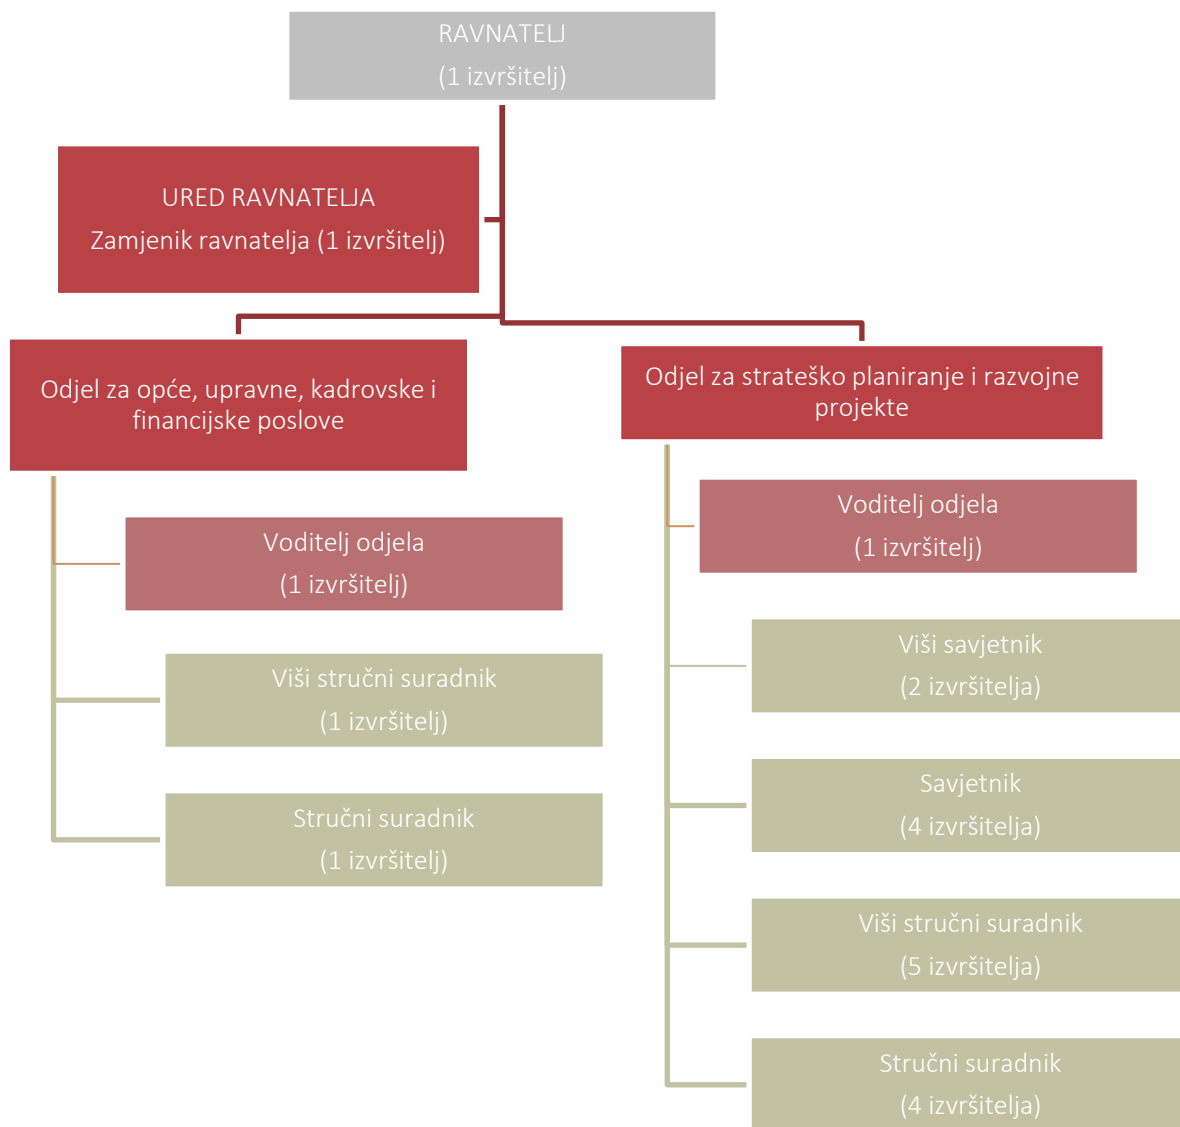 RAVNATELJ
(1 izvršitelj)
URED RAVNATELJA
Zamjenik ravnatelja (1 izvršitelj)
Odjel za opće, upravne, kadrovske i
financijske poslove
Voditelj odjela
(1 izvršitelj)
Viši stručni suradnik
(1 izvršitelj)
Stručni suradnik
(1 izvršitelj)
Odjel za strateško planiranje i razvojne
projekte
Voditelj odjela
(1 izvršitelj)
Viši savjetnik
(2 izvršitelja)
Savjetnik
(4 izvršitelja)
Viši stručni suradnik
(5 izvršitelja)
Stručni suradnik
(4 izvršitelja)